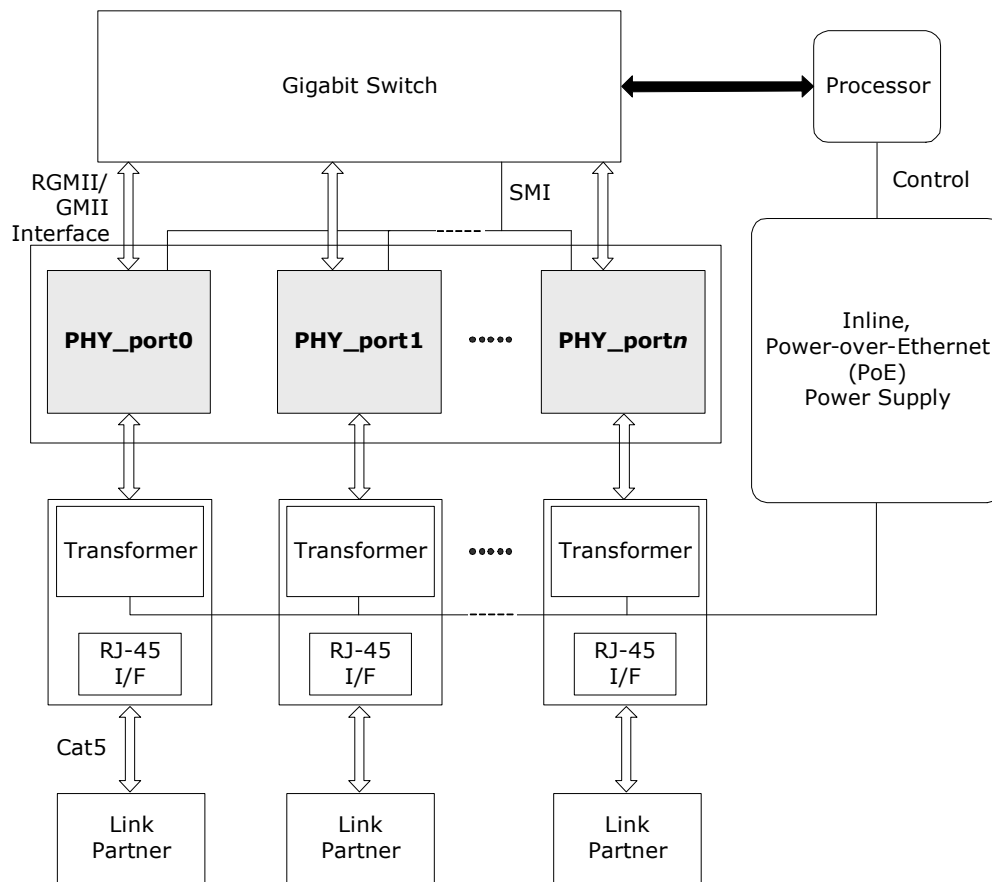 Gigabit Switch
Processor
RGMII/
GMII
Interface
SMI
Control
PHY_port0
PHY_port1
PHY_portn
Inline,
Power-over-Ethernet
(PoE)
Power Supply
Transformer
Transformer
Transformer
RJ-45
I/F
RJ-45
I/F
RJ-45
I/F
Cat5
Link
Partner
Link
Partner
Link
Partner